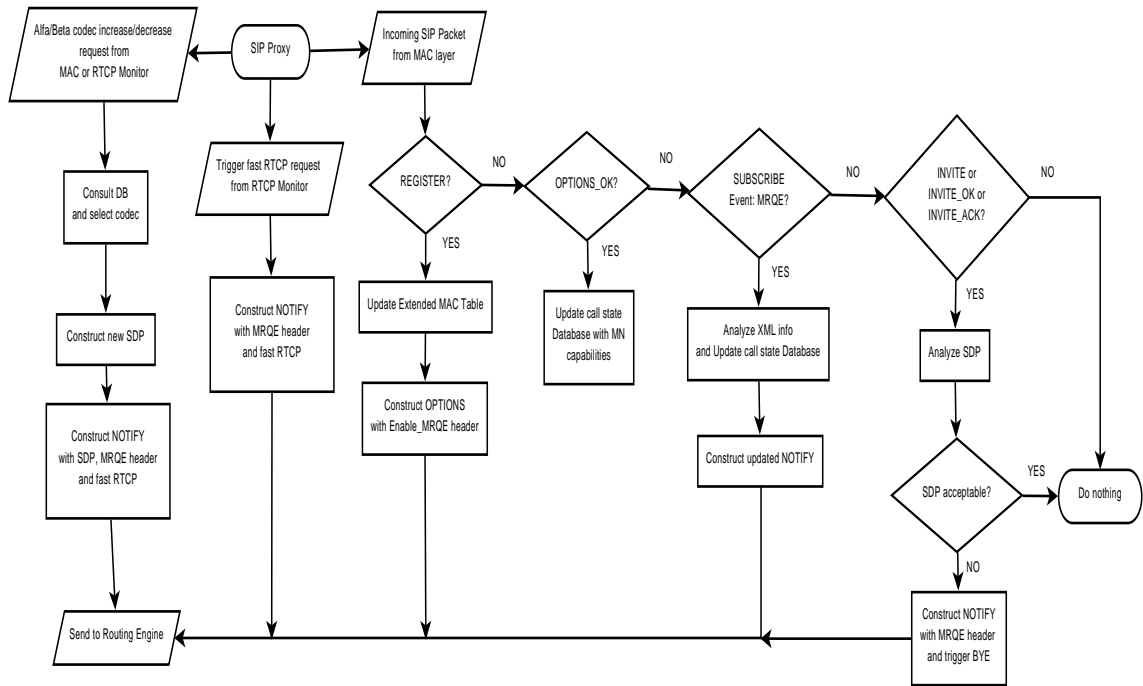 Alfa/Beta codec increase/decrease
request from
MAC or RTCP Monitor
SIP Proxy
Incoming SIP Packet
from MAC layer
Trigger fast RTCP request
from RTCP Monitor
REGISTER?
NO
OPTIONS_OK?
NO
SUBSCRIBE
Event: MRQE?
NO
INVITE or
INVITE_OK or
INVITE_ACK?
NO
Consult DB
and select codec
YES
YES
YES
YES
Construct new SDP
Construct NOTIFY
with MRQE header
and fast RTCP
Update Extended MAC Table
Update call state
Database with MN
capabilities
Analyze XML info
and Update call state Database
Analyze SDP
Construct NOTIFY
with SDP, MRQE header
and fast RTCP
Construct OPTIONS
with Enable_MRQE header
Construct updated NOTIFY
SDP acceptable?
YES
Do nothing
NO
Send to Routing Engine
Construct NOTIFY
with MRQE header
and trigger BYE